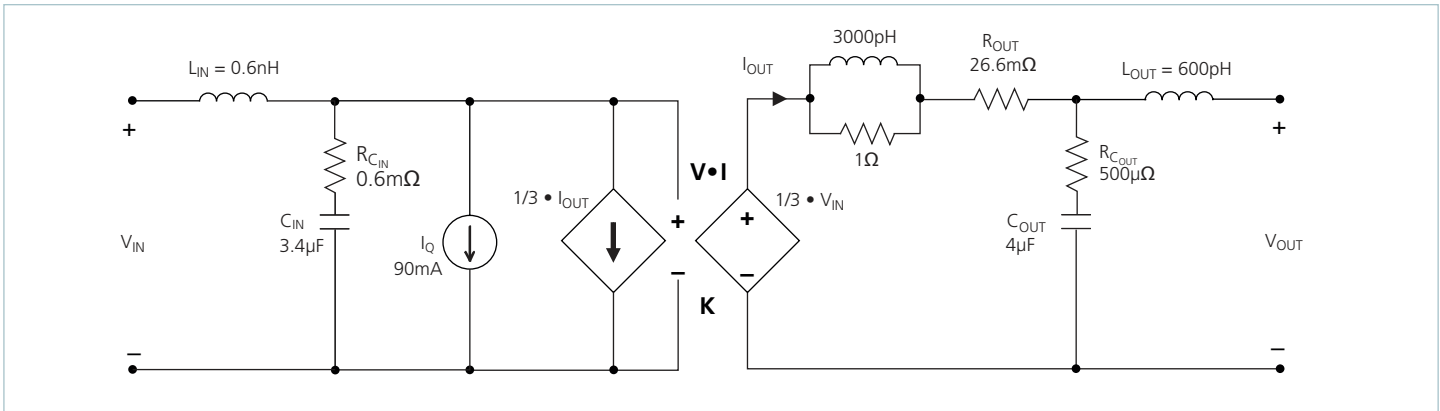 L_IN = 0.6nH
+
R_C_IN
0.6mΩ
C_IN
3.4µF
V_IN
I_Q
90mA
1/3 • I_OUT
–
V•I
+
–
K
+
–
1/3 • V_IN
I_OUT
3000pH
1Ω
R_OUT
26.6mΩ
L_OUT = 600pH
R_C_OUT
500µΩ
C_OUT
4µF
+
V_OUT
–